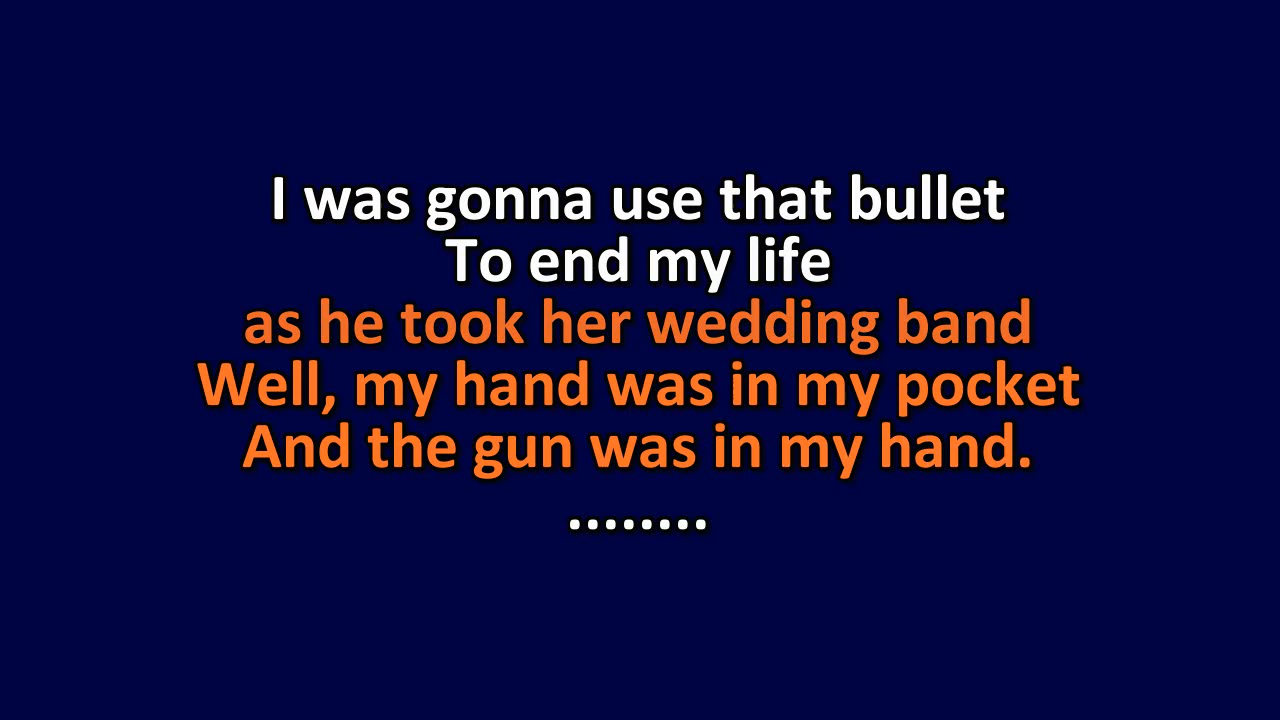 I was gonna use that bullet
To end my life
as he took her wedding band
Well, my hand was in my pocket
And the gun was in my hand.
........